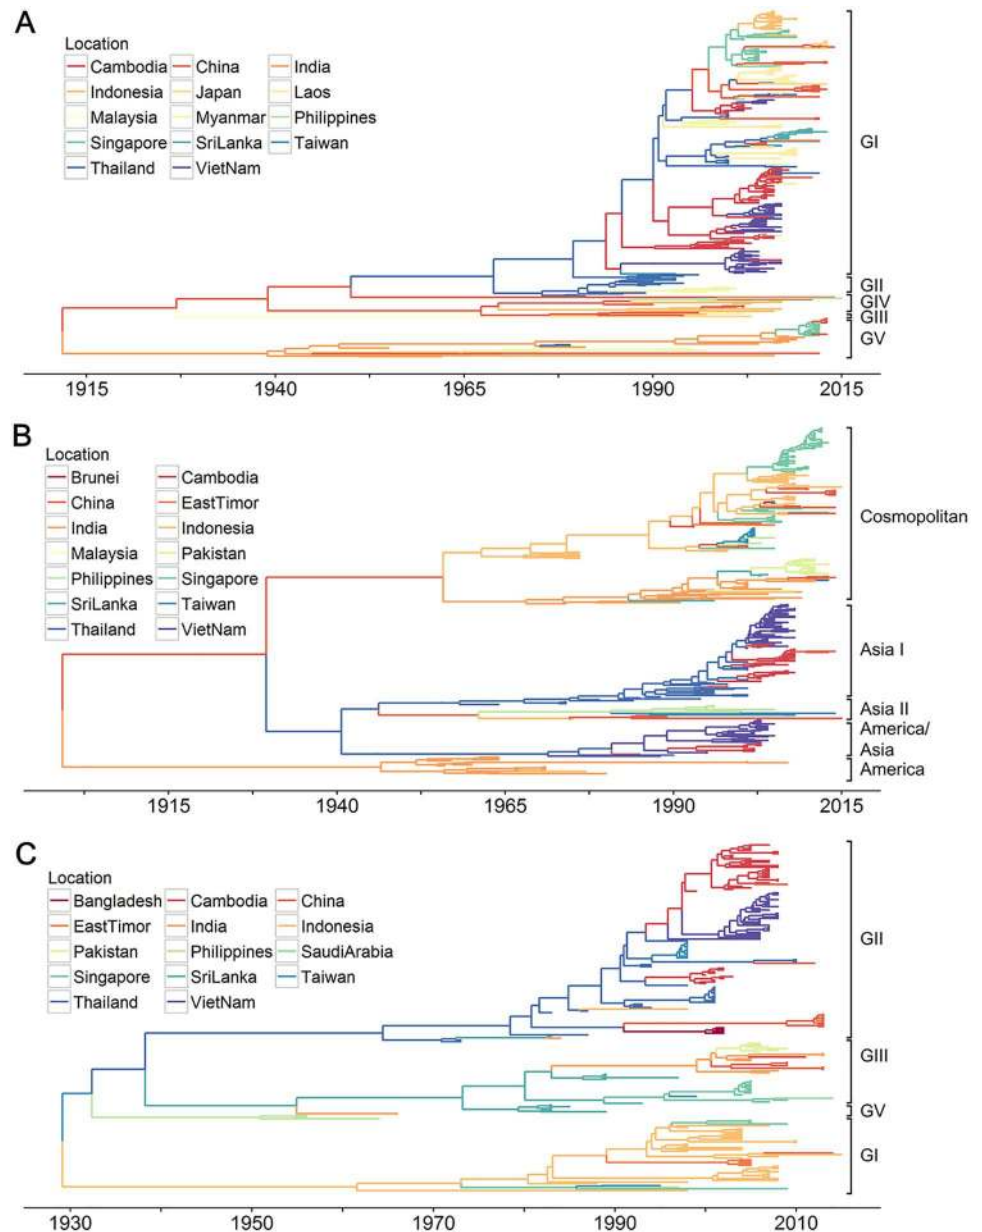 A
Location
Cambodia China India
Indonesia Japan Laos
Malaysia Myanmar Philippines
Singapore SriLanka Taiwan
Thailand VietNam
GI
GII
GIV
GIII
GV
1915 1940 1965 1990 2015
B
Location
Brunei Cambodia
China EastTimor
India Indonesia
Malaysia Pakistan
Philippines Singapore
SriLanka Taiwan
Thailand VietNam
Cosmopolitan
Asia I
Asia II
America/
Asia
America
1915 1940 1965 1990 2015
C
Location
Bangladesh Cambodia China
EastTimor India Indonesia
Pakistan Philippines SaudiArabia
Singapore SriLanka Taiwan
Thailand VietNam
GII
GIII
GV
GI
1930 1950 1970 1990 2010